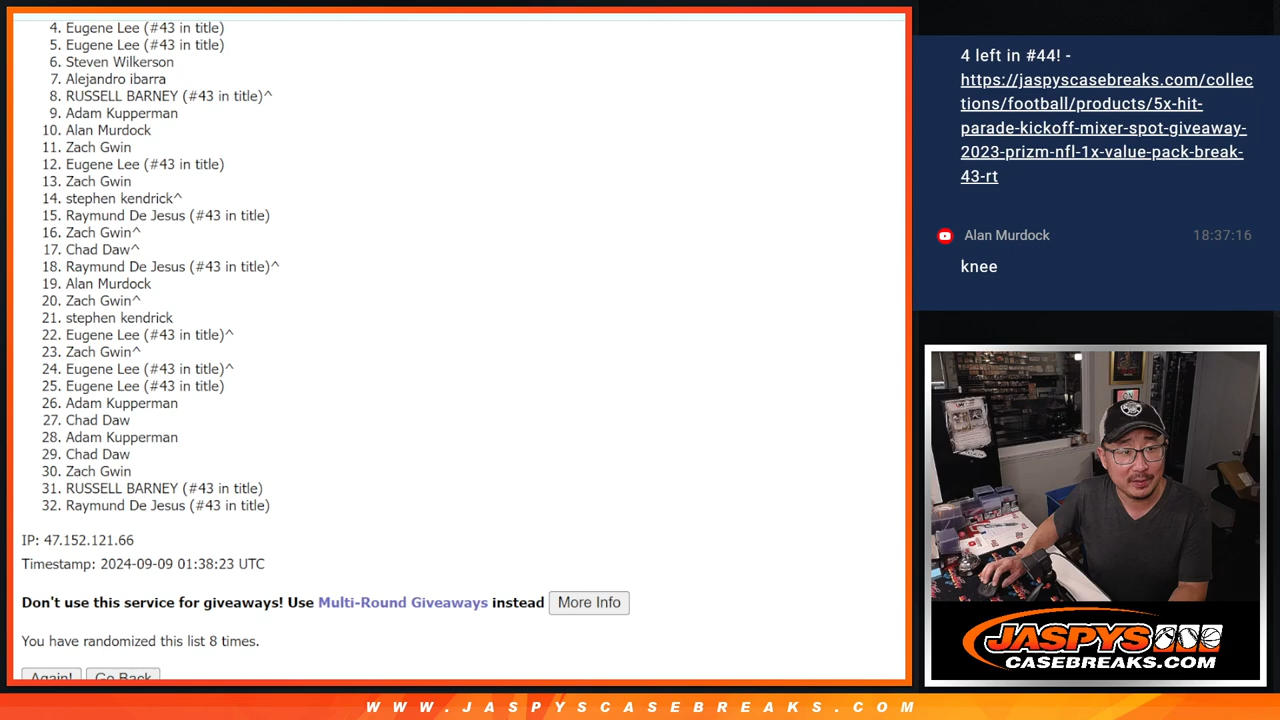 4. Eugene Lee (#43 in title)
5. Eugene Lee (#43 in title)
6. Steven Wilkerson
7. Alejandro ibarra
8. RUSSELL BARNEY (#43 in title)^
9. Adam Kupperman
10. Alan Murdock
11. Zach Gwin
12. Eugene Lee (#43 in title)
13. Zach Gwin
14. stephen kendrick^
15. Raymund De Jesus (#43 in title)
16. Zach Gwin^
17. Chad Daw^
18. Raymund De Jesus (#43 in title)^
19. Alan Murdock
20. Zach Gwin^
21. stephen kendrick
22. Eugene Lee (#43 in title)^
23. Zach Gwin^
24. Eugene Lee (#43 in title)^
25. Eugene Lee (#43 in title)
26. Adam Kupperman
27. Chad Daw
28. Adam Kupperman
29. Chad Daw
30. Zach Gwin
31. RUSSELL BARNEY (#43 in title)
32. Raymund De Jesus (#43 in title)
IP: 47.152.121.66
Timestamp: 2024-09-09 01:38:23 UTC
Don't use this service for giveaways! Use Multi-Round Giveaways instead More Info
You have randomized this list 8 times.
Again! Go Back
4 left in #44! -
https://jaspyscasebreaks.com/collec
tions/football/products/5x-hit-
parade-kickoff-mixer-spot-giveaway-
2023-prizm-nfl-1x-value-pack-break-
43-rt
Alan Murdock 18:37:16
knee
ON
JASPYS
CASEBREAKS.COM
WWW.JASPYSCASEBREAKS.COM